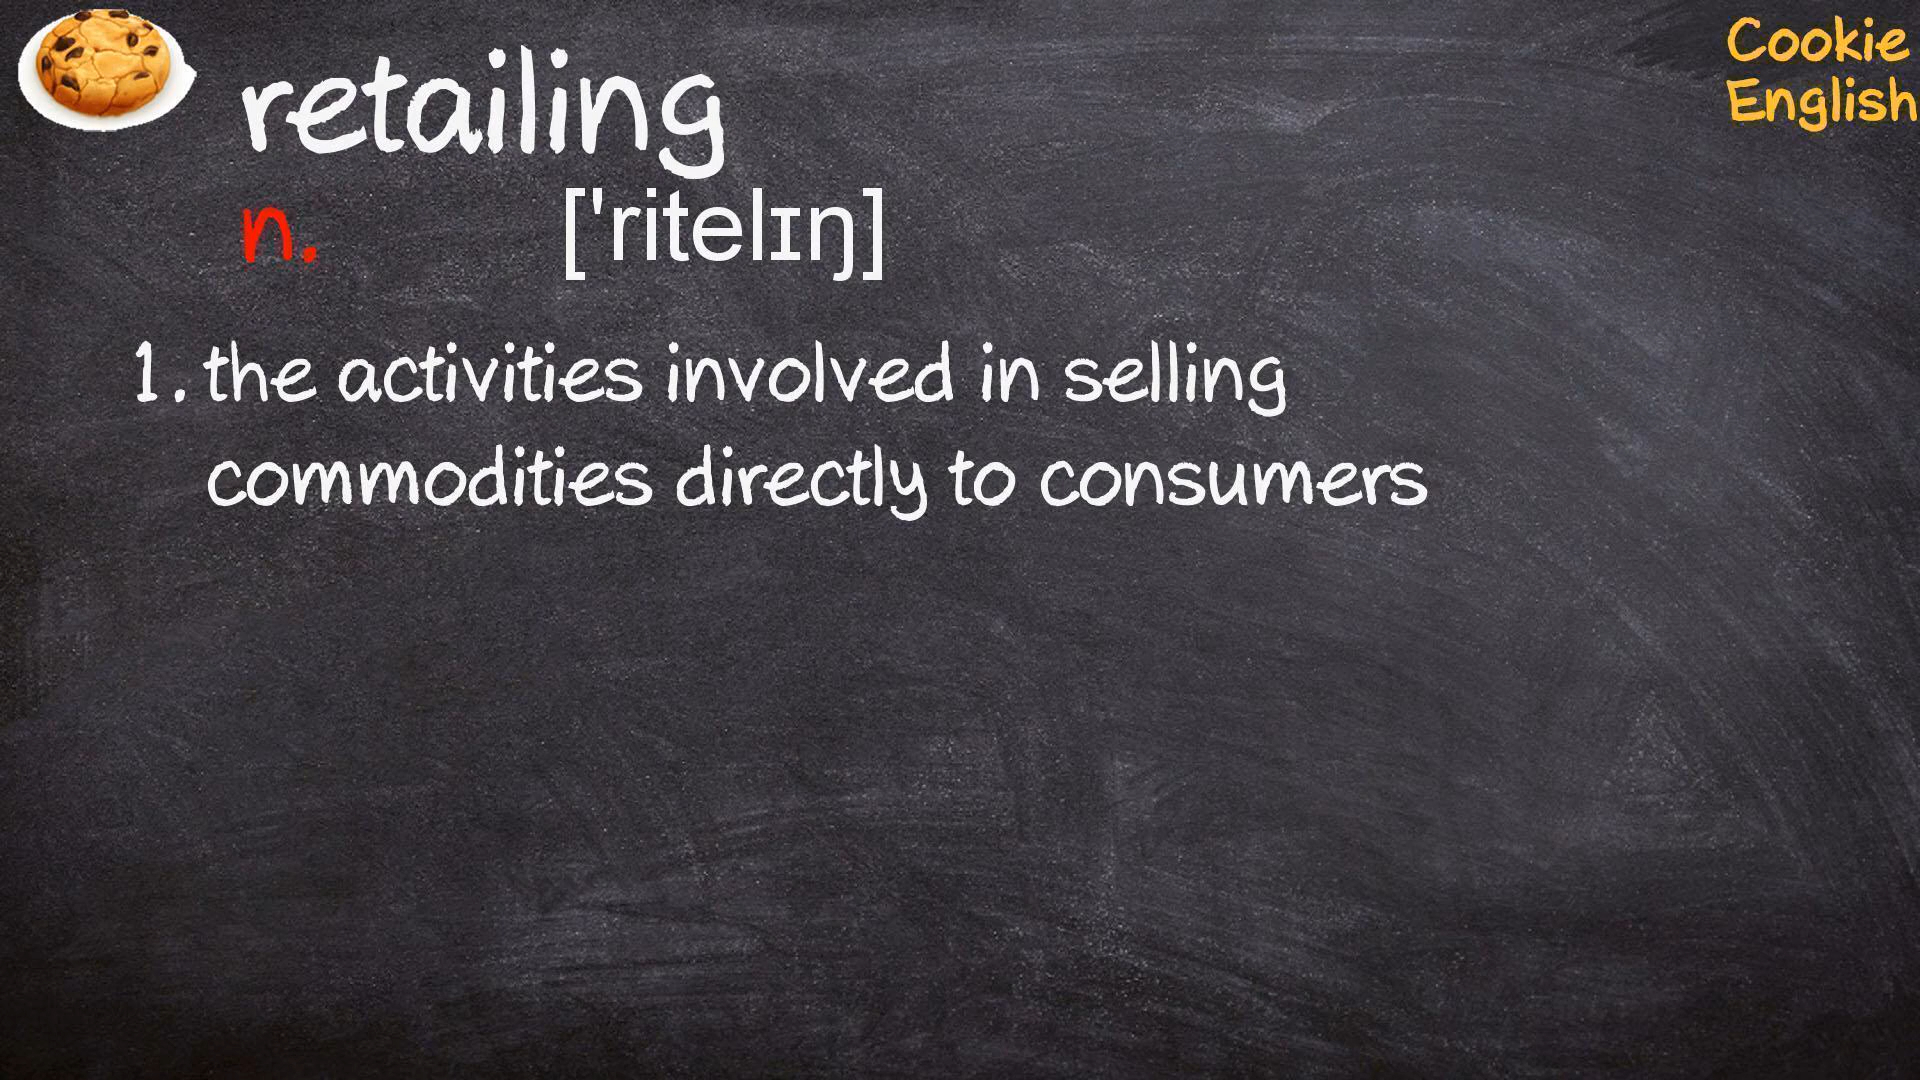 retailing
Cookie
English
n. ['ritelɪŋ]
1. the activities involved in selling
commodities directly to consumers